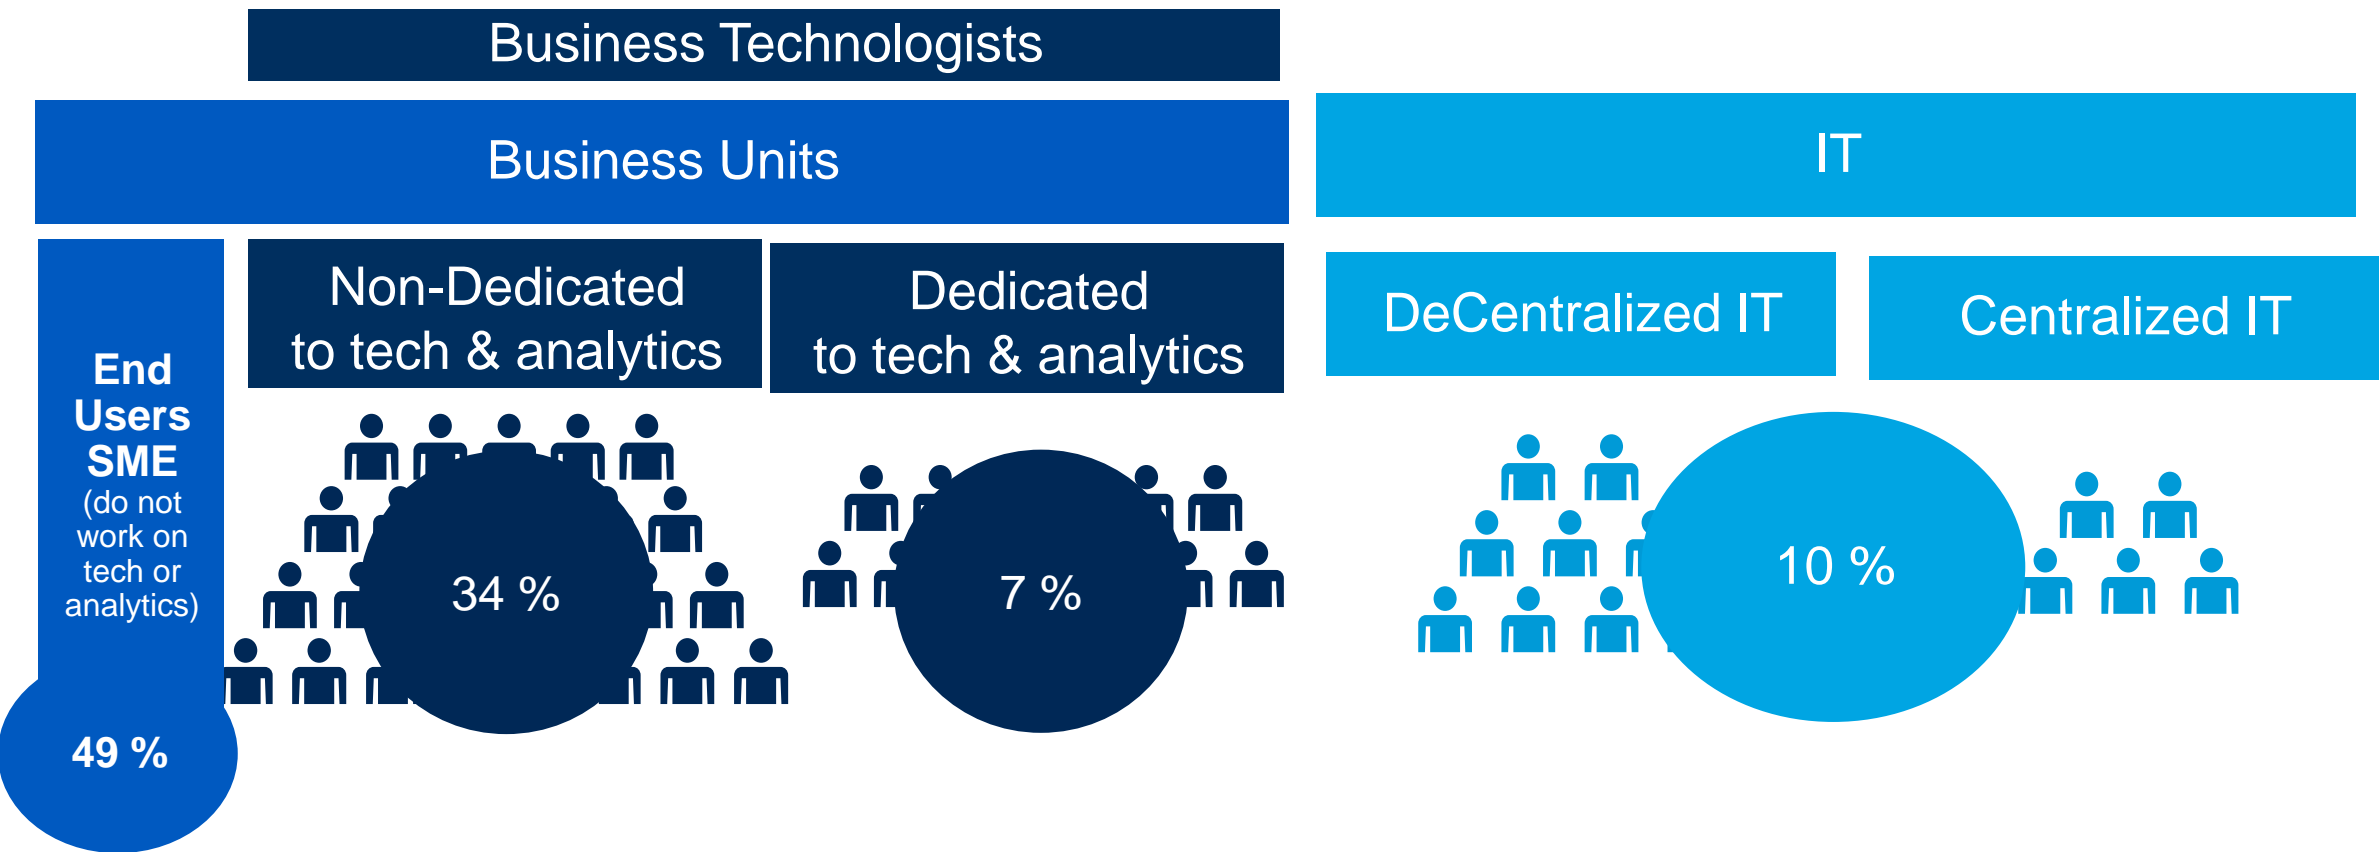 Business Technologists
Business Units
IT
End
Users
SME
(do not
work on
tech or
analytics)
49 %
Non-Dedicated
to tech & analytics
34 %
Dedicated
to tech & analytics
7 %
DeCentralized IT
Centralized IT
10 %